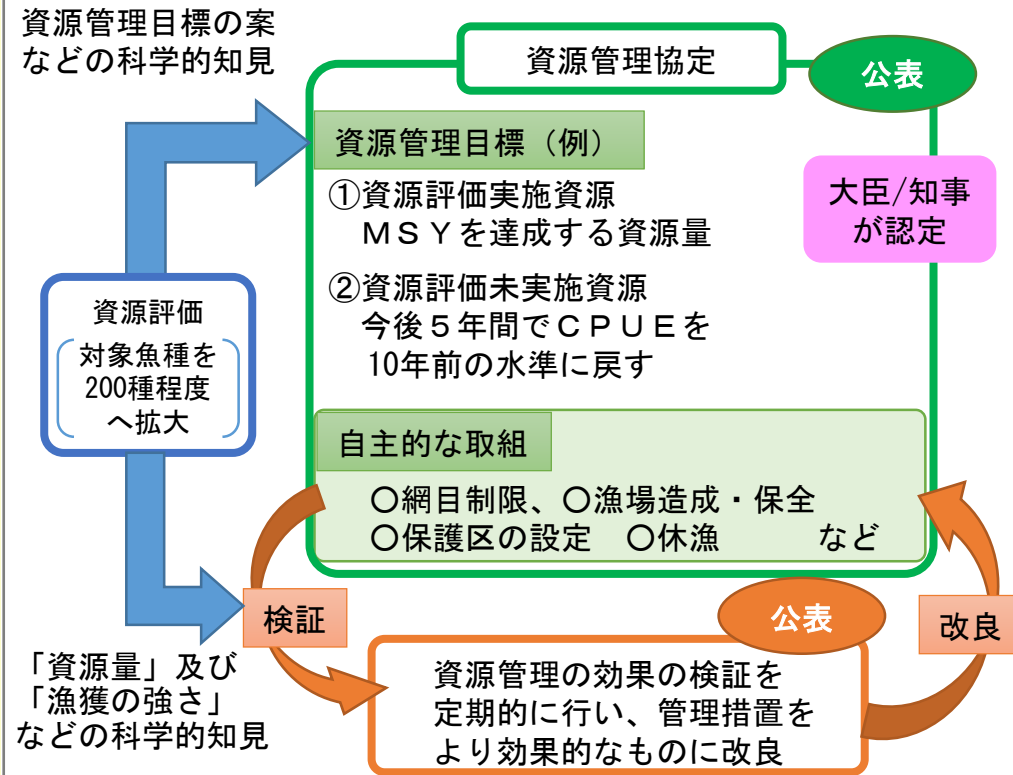 資源管理目標の案
などの科学的知見
資源管理協定
公表
資源管理目標（例）
①資源評価実施資源
ＭＳＹを達成する資源量
②資源評価未実施資源
今後５年間でＣＰＵＥを
10年前の水準に戻す
大臣/知事
が認定
資源評価
対象魚種を
200種程度
へ拡大
自主的な取組
○網目制限、○漁場造成・保全
○保護区の設定　○休漁　　　など
検証
公表
改良
「資源量」及び
「漁獲の強さ」
などの科学的知見
資源管理の効果の検証を
定期的に行い、管理措置を
より効果的なものに改良